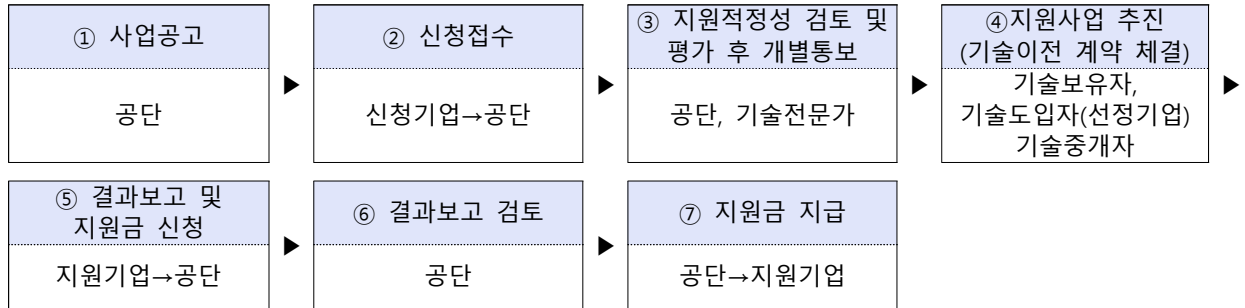 ① 사업공고
공단
▶
② 신청접수
신청기업→공단
▶
③ 지원적정성 검토 및
평가 후 개별통보
공단, 기술전문가
▶
④지원사업 추진
(기술이전 계약 체결)
기술보유자,
기술도입자(선정기업)
기술중개자
▶
⑤ 결과보고 및
지원금 신청
지원기업→공단
▶
⑥ 결과보고 검토
공단
▶
⑦ 지원금 지급
공단→지원기업